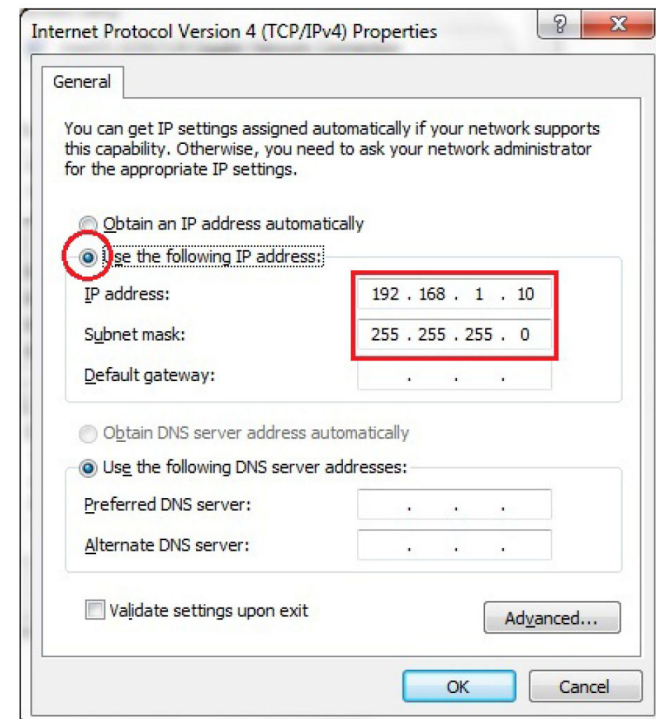 Internet Protocol Version 4 (TCP/IPv4) Properties
General
You can get IP settings assigned automatically if your network supports
this capability. Otherwise, you need to ask your network administrator
for the appropriate IP settings.
Obtain an IP address automatically
Use the following IP address:
IP address: 192 . 168 . 1 . 10
Subnet mask: 255 . 255 . 255 . 0
Default gateway: . . .
Obtain DNS server address automatically
Use the following DNS server addresses:
Preferred DNS server: . . .
Alternate DNS server: . . .
Validate settings upon exit
Advanced...
OK Cancel